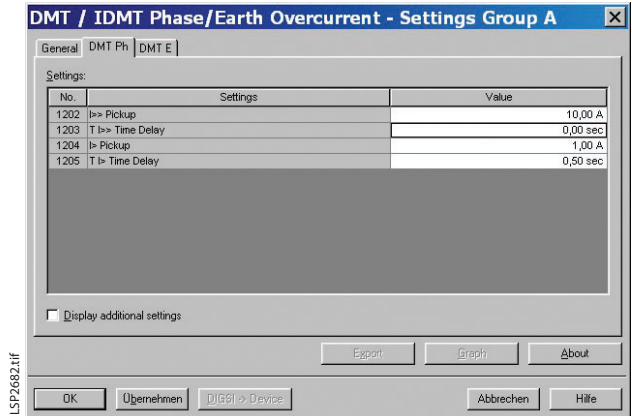 DMT / IDMT Phase/Earth Overcurrent - Settings Group A
General DMT Ph DMT E
Settings:
No. Settings Value
1202 I>> Pickup 10,00 A
1203 T I>> Time Delay 0,00 sec
1204 I> Pickup 1,00 A
1205 T I> Time Delay 0,50 sec
Display additional settings
Export Graph About
OK Übernehmen DIGSI -> Device Abbrechen Hilfe
LSP2682.tif